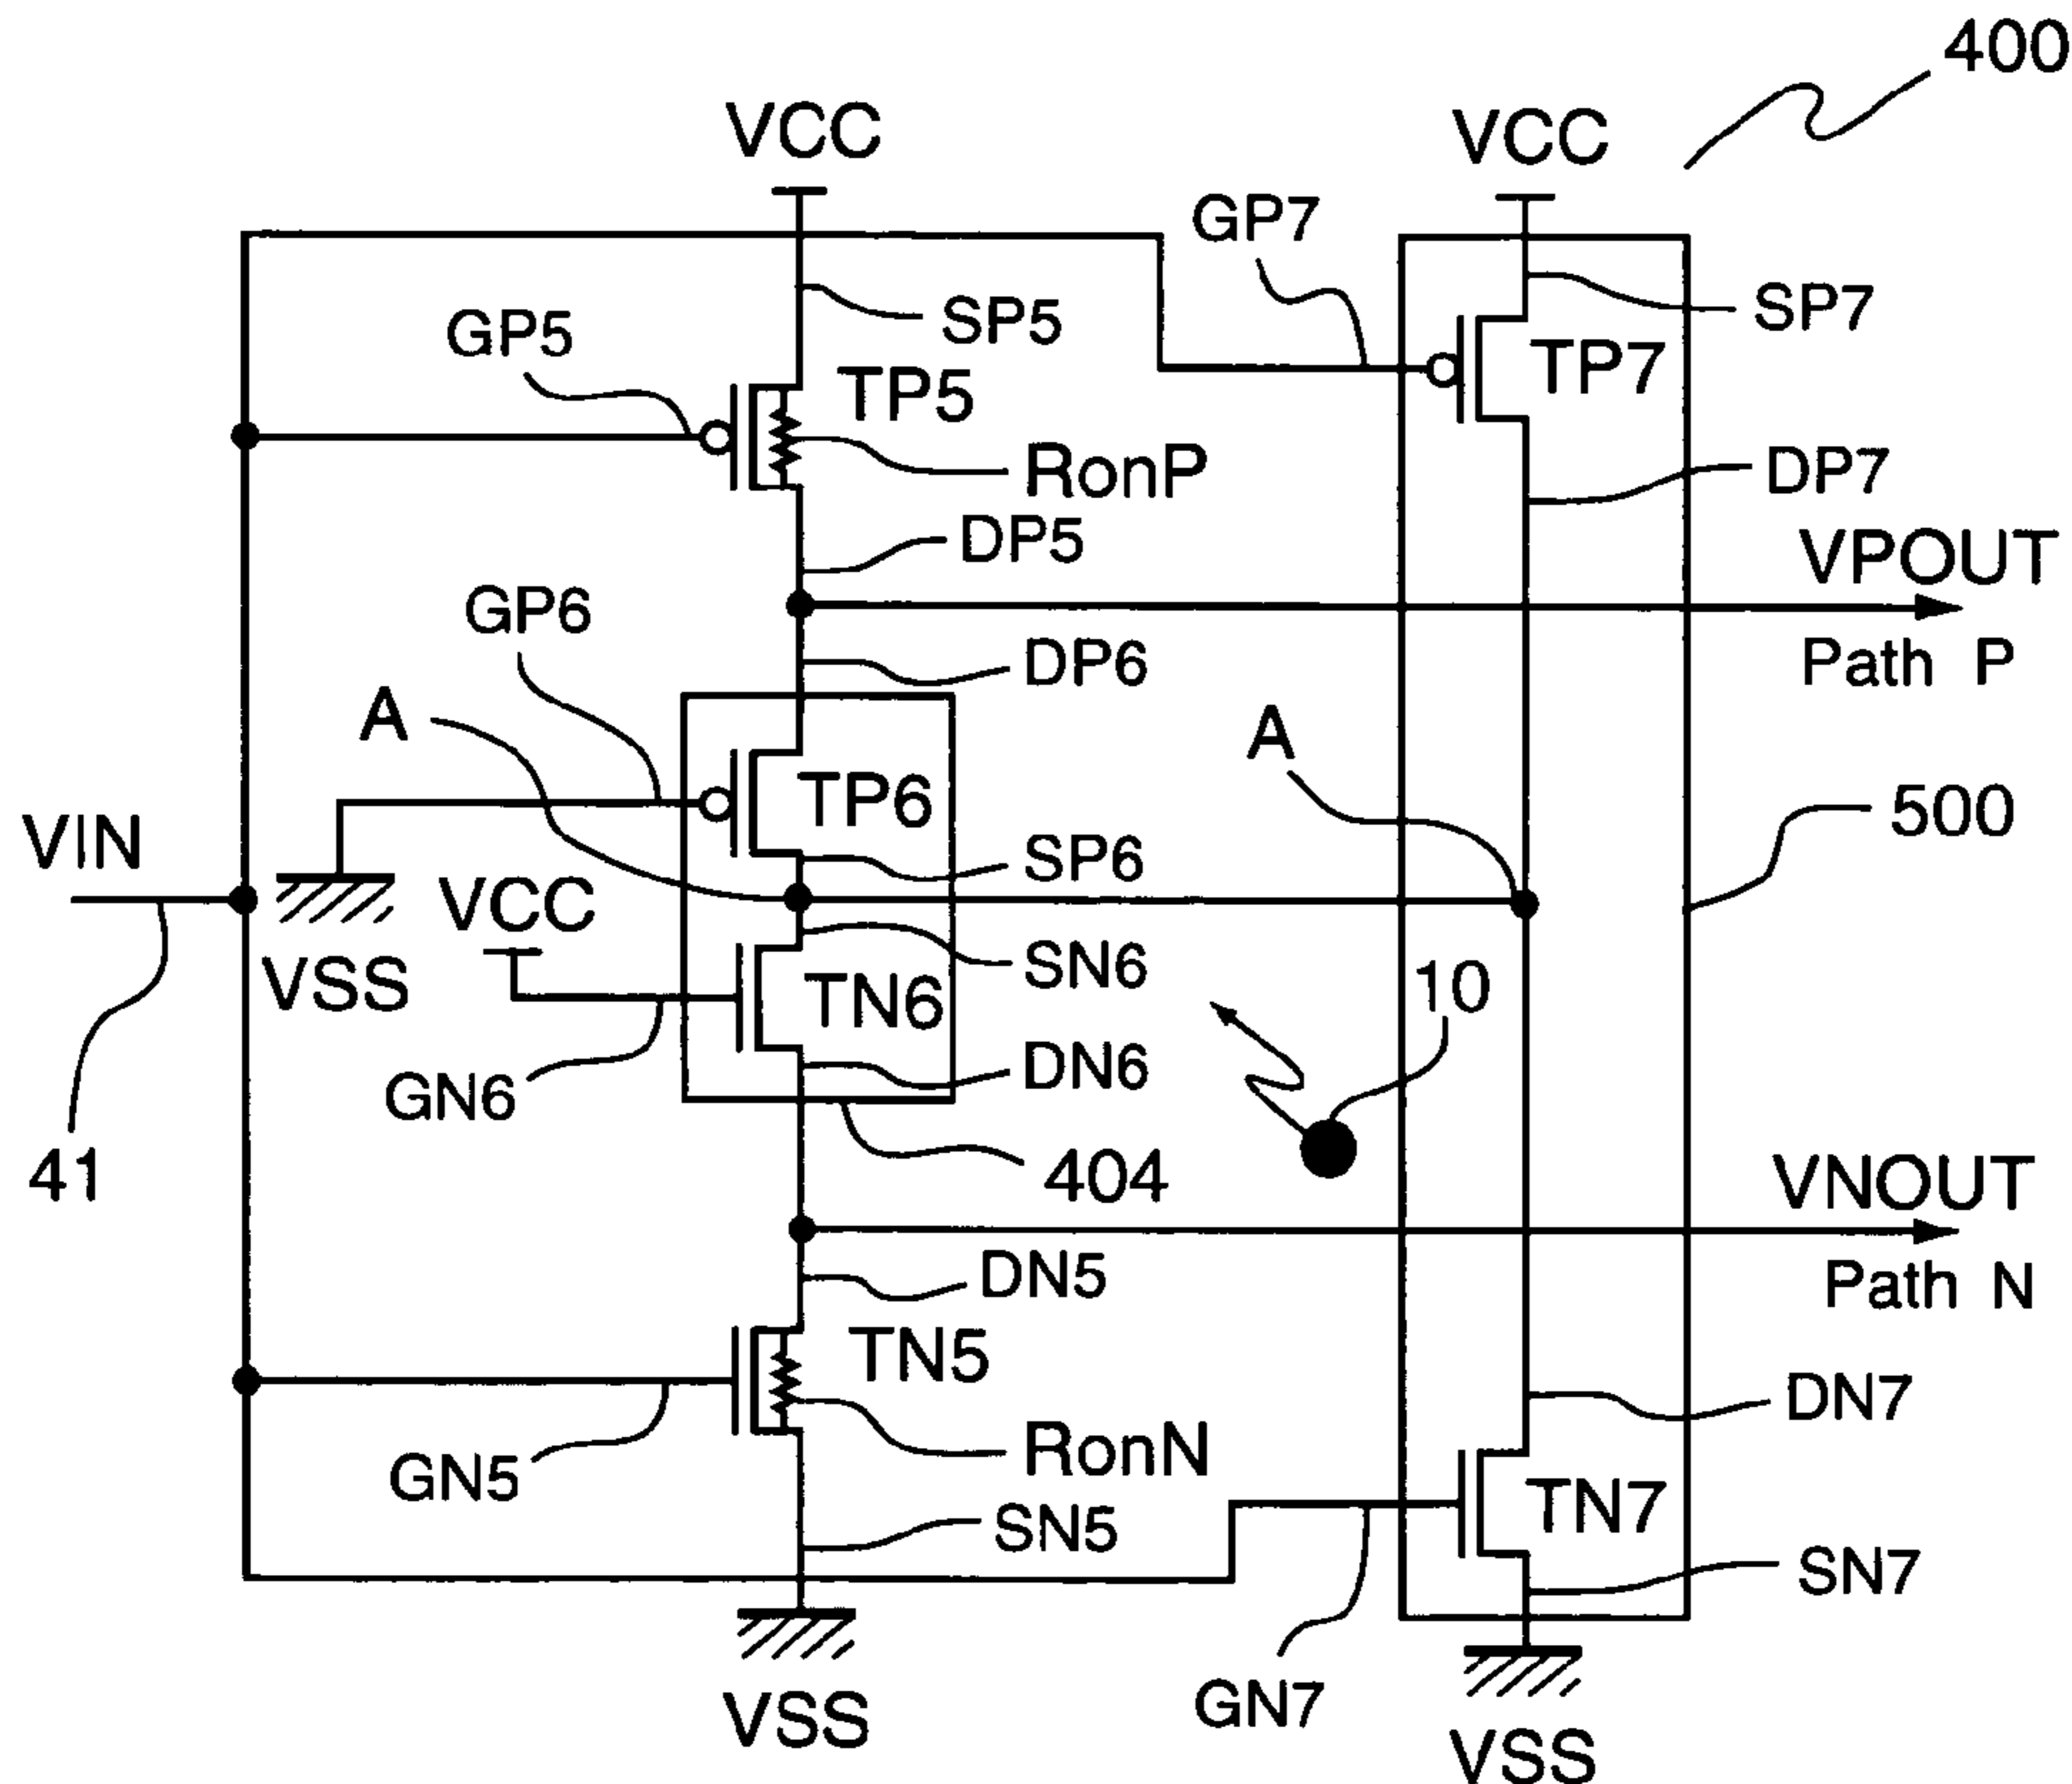 400
VCC
VCC
GP7
SP5
SP7
GP5
TP5
TP7
RonP
DP7
DP5
VPOUT
GP6
Path P
DP6
A
A
TP6
500
VIN
SP6
VCC
SN6
VSS
10
TN6
DN6
GN6
41
404
VNOUT
DN5
Path N
TN5
DN7
RonN
GN5
TN7
SN5
SN7
GN7
VSS
VSS